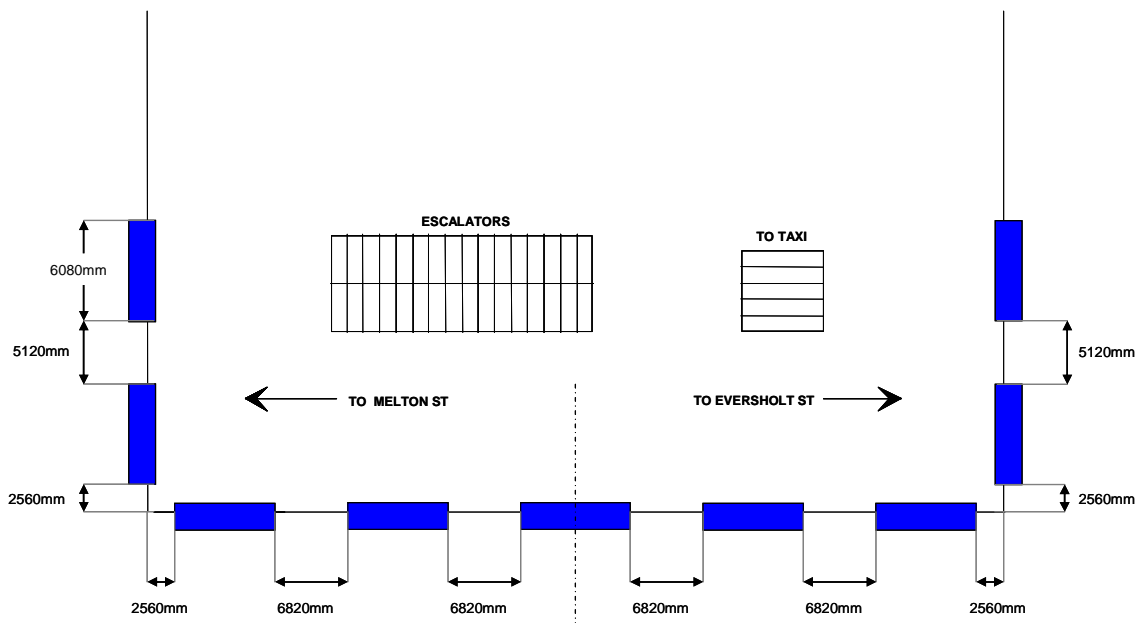 ESCALATORS
TO TAXI
6080mm
5120mm
5120mm
TO MELTON ST
TO EVERSHOLT ST
2560mm
2560mm
2560mm
6820mm
6820mm
6820mm
6820mm
2560mm